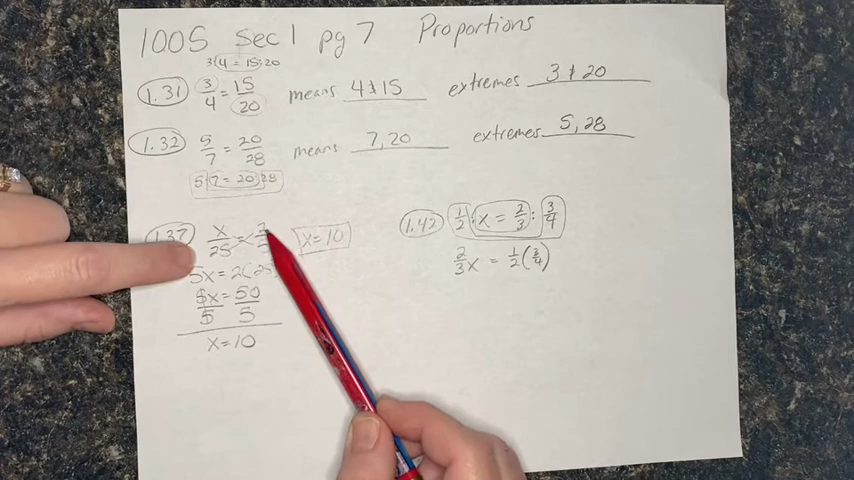 1005 Sec 1 pg 7 Proportions
3:4 = 15:20
1.31 3/4 = 15/20 means 4 & 15 extremes 3 & 20
1.32 5/7 = 20/28 means 7, 20 extremes 5, 28
5:7 = 20:28
1.37 x/25 = 2/ x=10
5x = 2(25
5x/5 = 50/5
x=10
1.42 1/2 : x = 2/3 : 3/4
2/3 x = 1/2 (3/4)